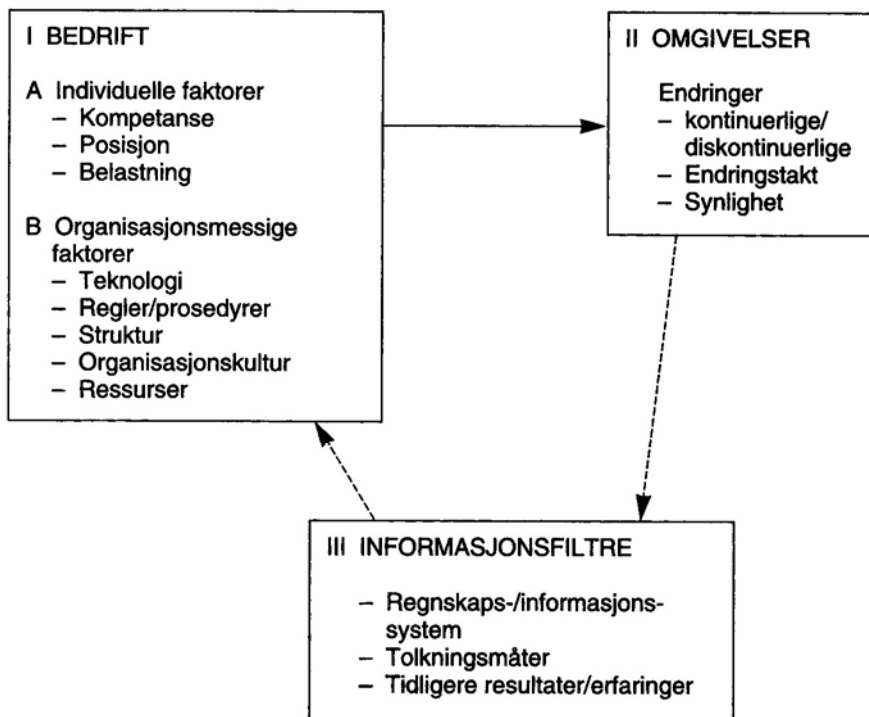 I BEDRIFT
A Individuelle faktorer
– Kompetanse
– Posisjon
– Belastning
B Organisasjonsmessige
faktorer
– Teknologi
– Regler/prosedyrer
– Struktur
– Organisasjonskultur
– Ressurser
II OMGIVELSER
Endringer
– kontinuerlige/
diskontinuerlige
– Endringstakt
– Synlighet
III INFORMASJONSFILTRE
– Regnskaps-/informasjons-
system
– Tolkningsmåter
– Tidligere resultater/erfaringer